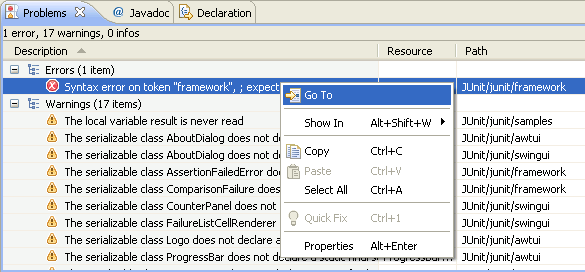 Problems @ Javadoc Declaration
1 error, 17 warnings, 0 infos
Description Resource Path
Errors (1 item)
Syntax error on token "framework", ; expect JUnit/junit/framework
Go To
Warnings (17 items)
The local variable result is never read JUnit/junit/samples
Show In Alt+Shift+W
The serializable class AboutDialog does not d JUnit/junit/awtui
The serializable class AboutDialog does not d JUnit/junit/swingui
Copy Ctrl+C
The serializable class AssertionFailedError doe JUnit/junit/framework
Paste Ctrl+V
The serializable class ComparisonFailure does JUnit/junit/framework
Select All Ctrl+A
The serializable class CounterPanel does not JUnit/junit/swingui
The serializable class FailureListCellRenderer JUnit/junit/swingui
Quick Fix Ctrl+1
The serializable class Logo does not declare a JUnit/junit/awtui
Properties Alt+Enter
The serializable class ProgressBar does not declare a static final s ProgressBar... JUnit/junit/awtui